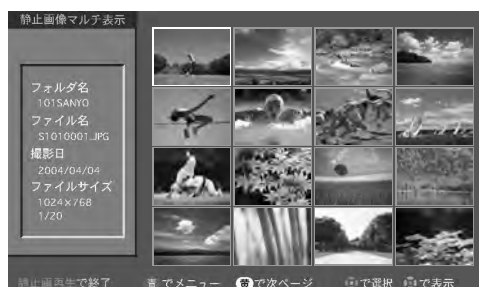 静止画像マルチ表示
フォルダ名
101SANYO
ファイル名
S1010001.JPG
撮影日
2004/04/04
ファイルサイズ
1024×768
1/20
静止画再生で終了
でメニュー
で次ページ
で選択
で表示